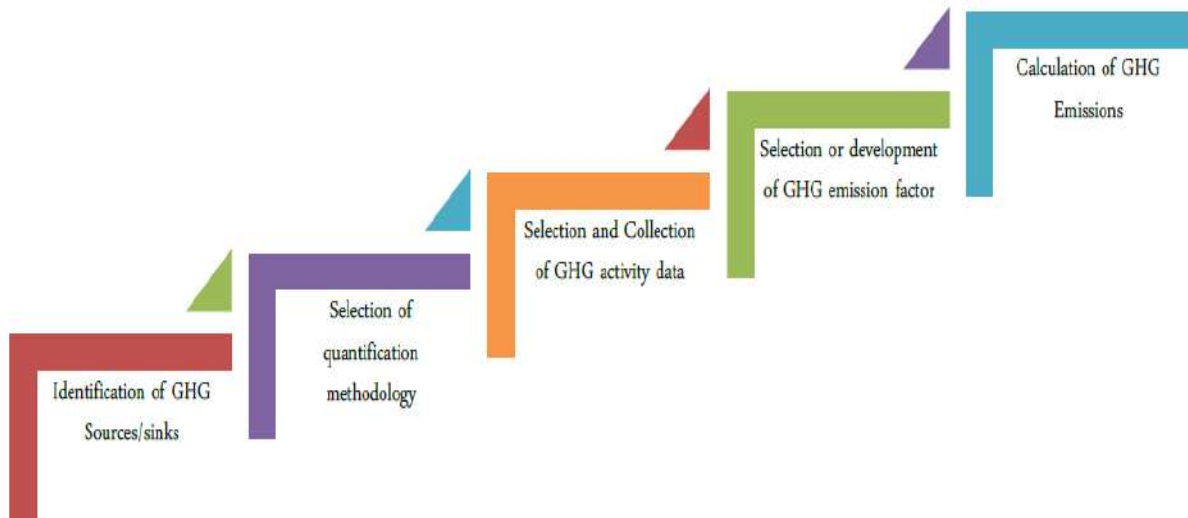 Identification of GHG
Sources/sinks
Selection of
quantification
methodology
Selection and Collection
of GHG activity data
Selection or development
of GHG emission factor
Calculation of GHG
Emissions